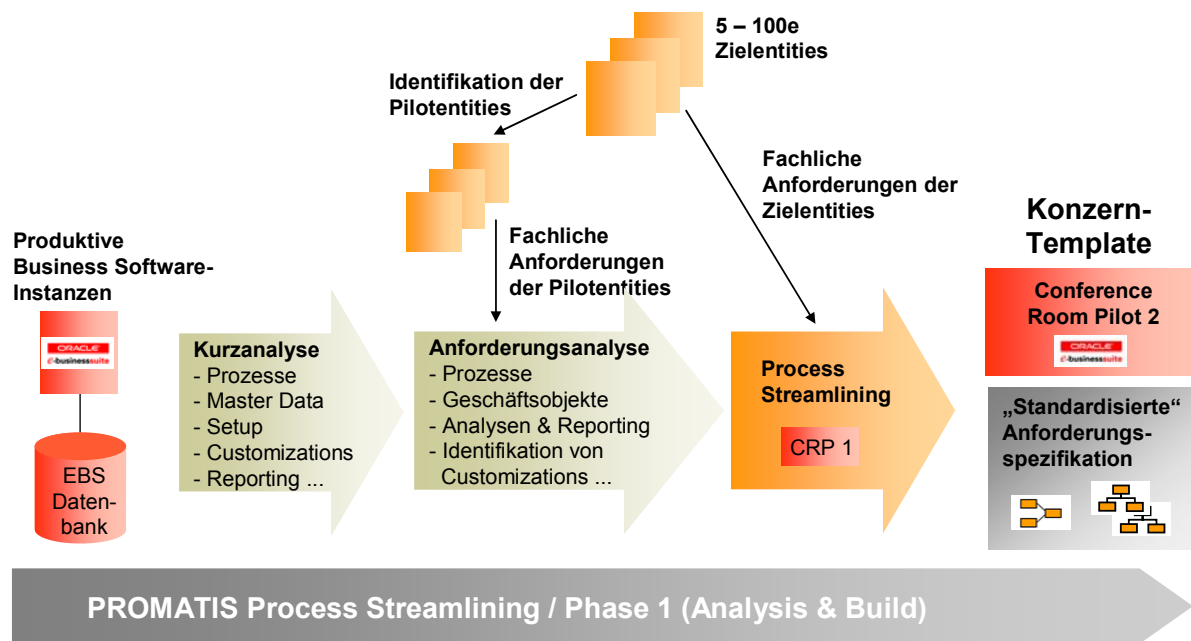 5 – 100e
Zielentities
Identifikation der
Pilotentities
Fachliche
Anforderungen der
Zielentities
Fachliche
Anforderungen
der Pilotentities
Produktive
Business Software-
Instanzen
ORACLE
e-businesssuite
EBS
Daten-
bank
Kurzanalyse
- Prozesse
- Master Data
- Setup
- Customizations
- Reporting ...
Anforderungsanalyse
- Prozesse
- Geschäftsobjekte
- Analysen & Reporting
- Identifikation von
Customizations ...
Process
Streamlining
CRP 1
Konzern-
Template
Conference
Room Pilot 2
ORACLE
e-businesssuite
„Standardisierte“
Anforderungs-
spezifikation
PROMATIS Process Streamlining / Phase 1 (Analysis & Build)